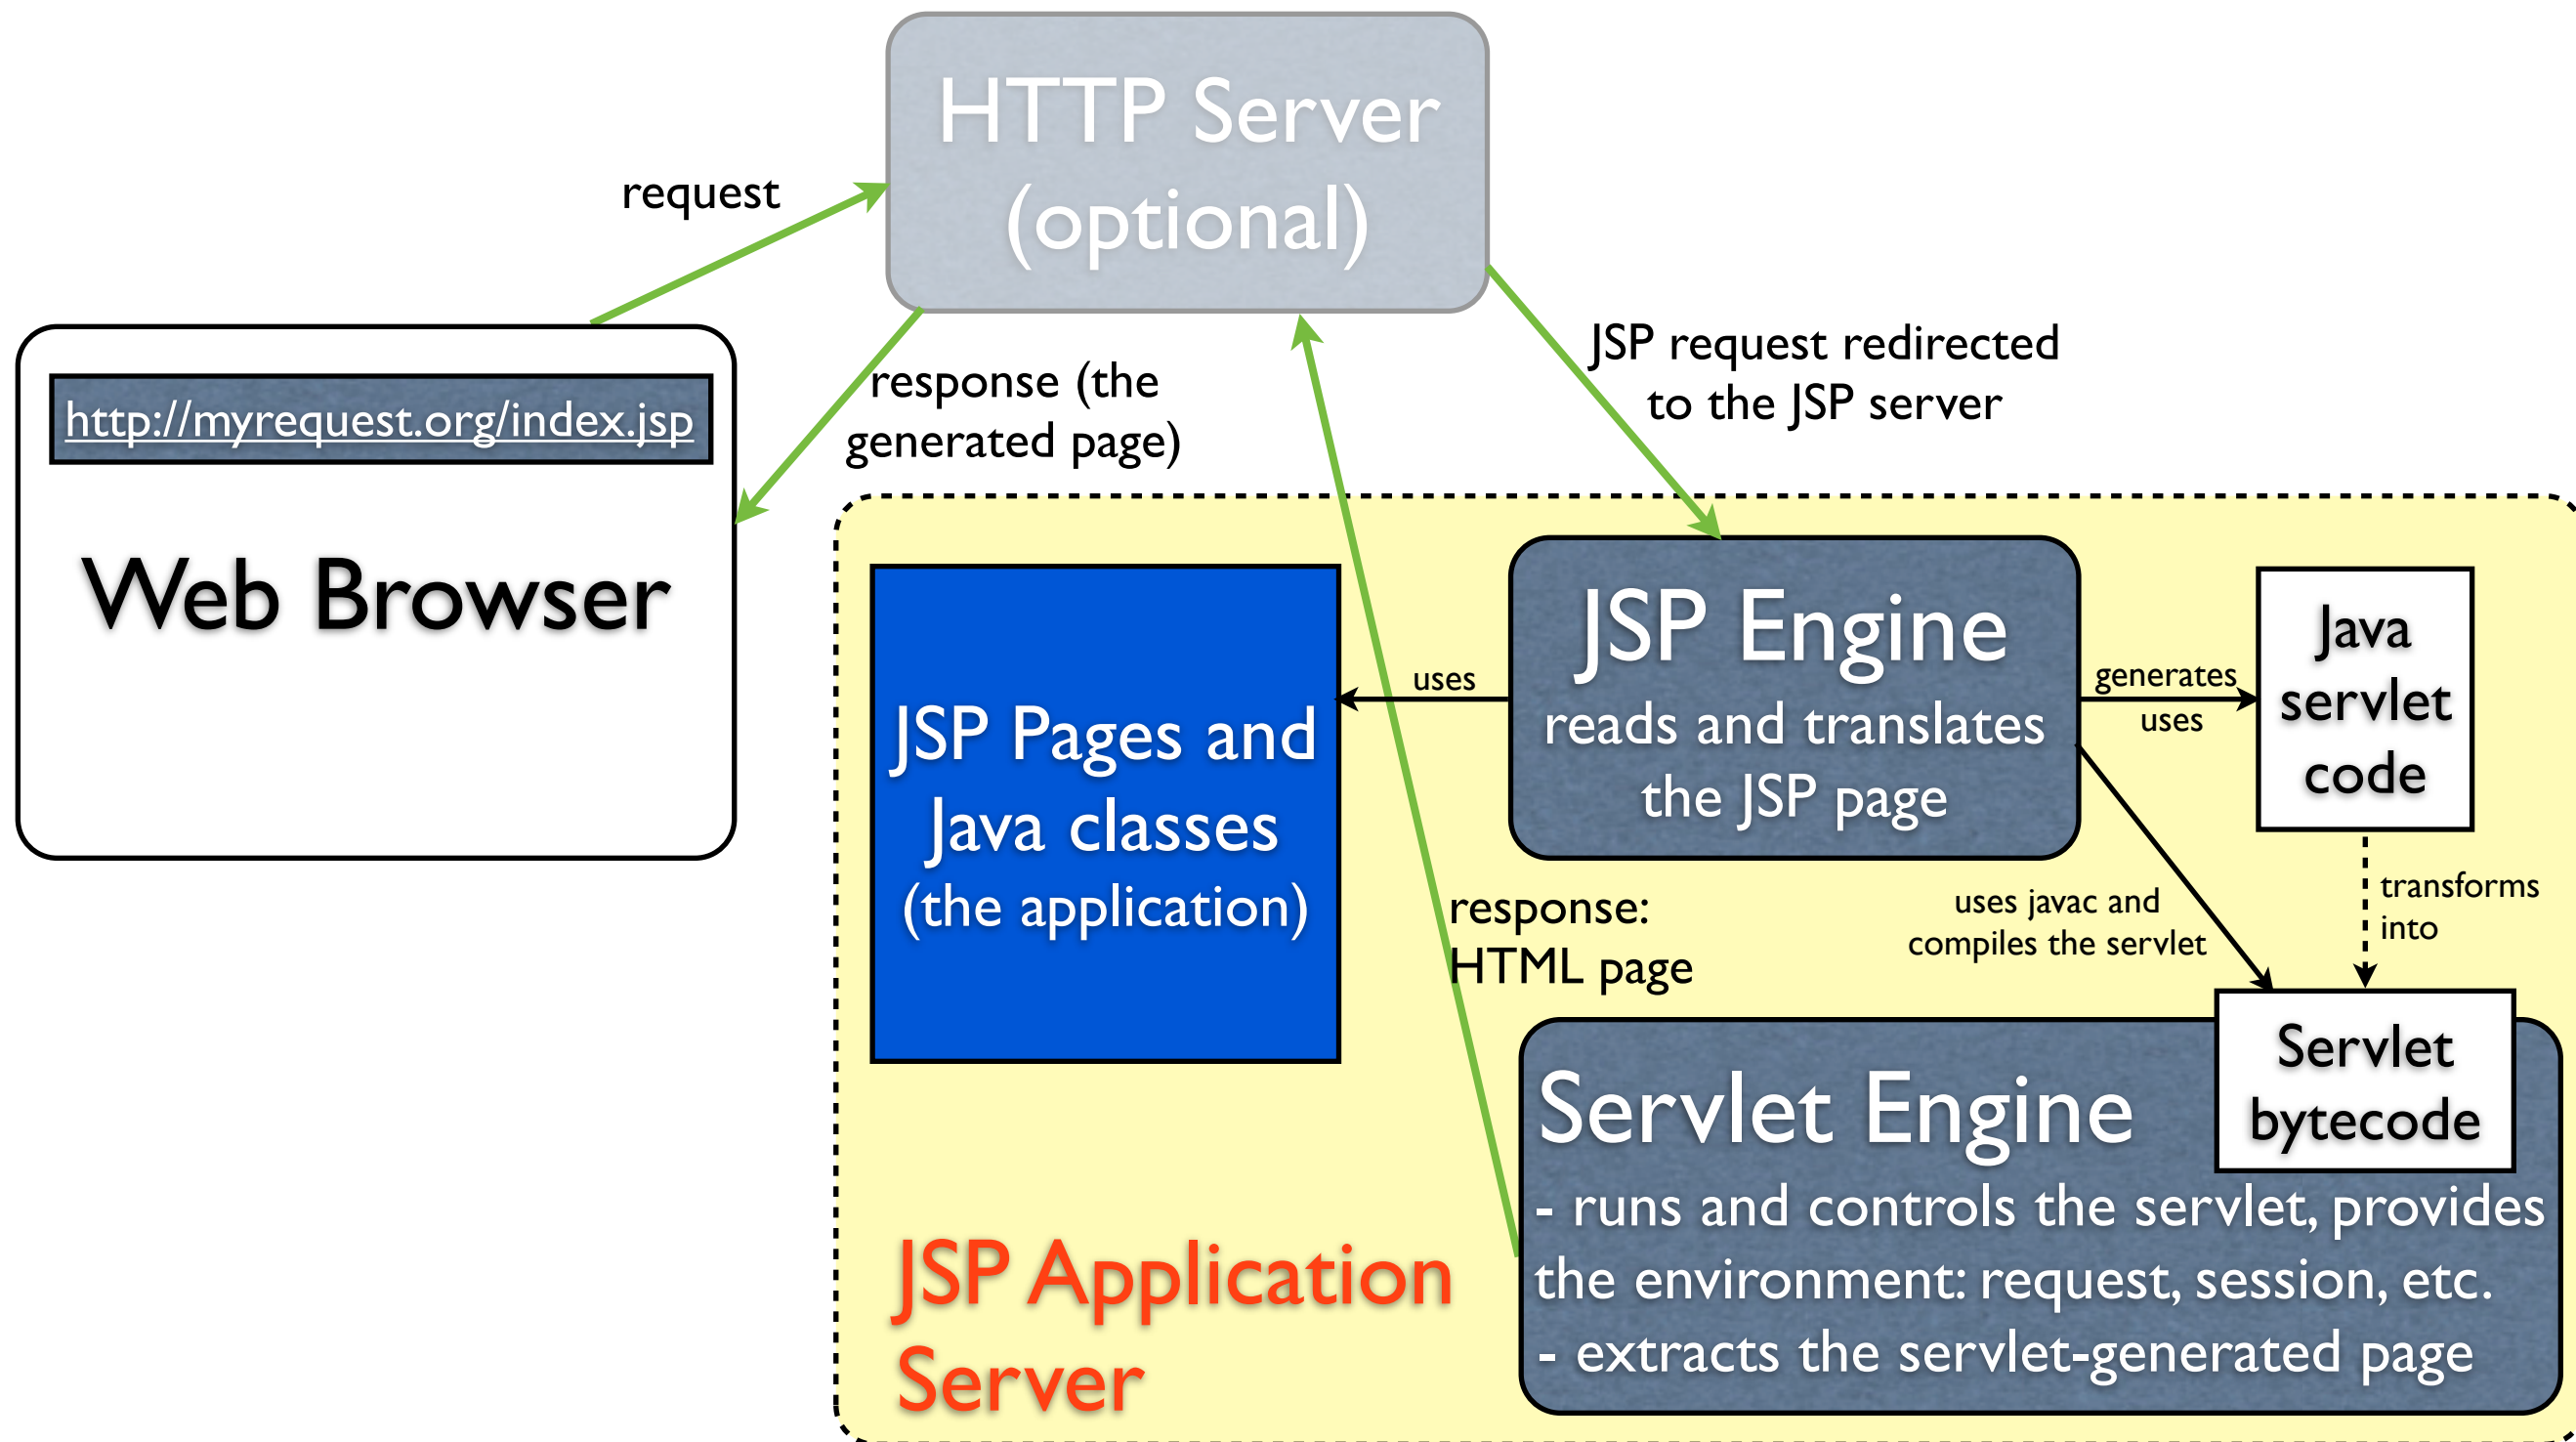 HTTP Server
(optional)
request
http://myrequest.org/index.jsp
Web Browser
response (the
generated page)
JSP request redirected
to the JSP server
JSP Pages and
Java classes
(the application)
uses
JSP Engine
reads and translates
the JSP page
generates
uses
Java
servlet
code
uses javac and
compiles the servlet
transforms
into
response:
HTML page
Servlet
bytecode
Servlet Engine
- runs and controls the servlet, provides
the environment: request, session, etc.
- extracts the servlet-generated page
JSP Application
Server